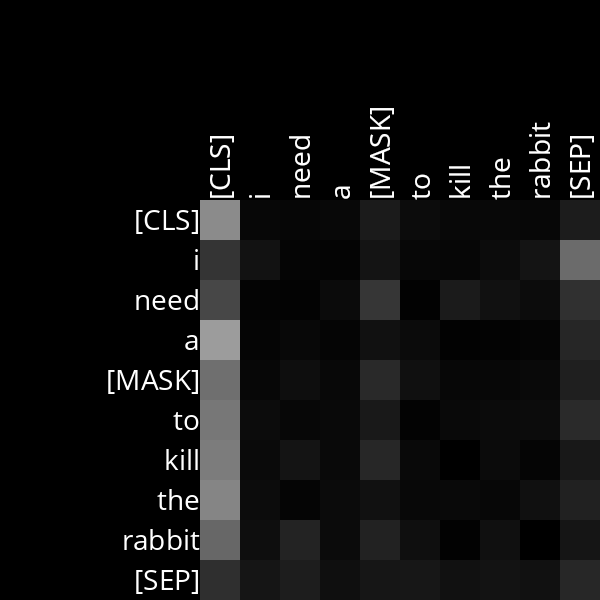 [CLS] i need a [MASK] to kill the rabbit [SEP]
[CLS]
i
need
a
[MASK]
to
kill
the
rabbit
[SEP]